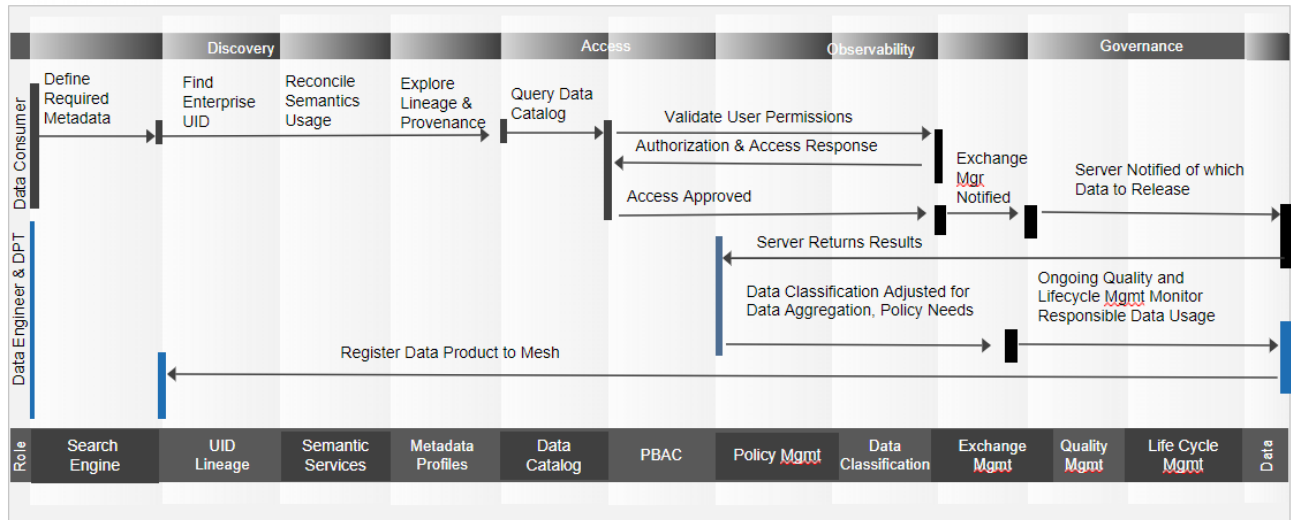 Discovery
Access
Observability
Governance
Data Consumer
Define
Required
Metadata
Find
Enterprise
UID
Reconcile
Semantics
Usage
Explore
Lineage &
Provenance
Query Data
Catalog
Validate User Permissions
Authorization & Access Response
Access Approved
Exchange
Mgr
Notified
Server Notified of which
Data to Release
Data Engineer & DPT
Server Returns Results
Data Classification Adjusted for
Data Aggregation, Policy Needs
Ongoing Quality and
Lifecycle Mgmt Monitor
Responsible Data Usage
Register Data Product to Mesh
Role
Search
Engine
UID
Lineage
Semantic
Services
Metadata
Profiles
Data
Catalog
PBAC
Policy Mgmt
Data
Classification
Exchange
Mgmt
Quality
Mgmt
Life Cycle
Mgmt
Data